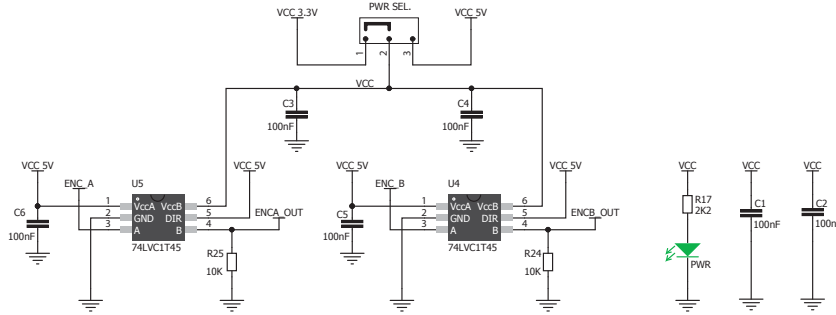 PWR SEL.
VCC 3.3V
VCC 5V
1
2
3
VCC
C3
100nF
C4
100nF
VCC 5V
ENC_A
U5
VCC 5V
1 VccA VccB 6
2 GND DIR 5
3 A B 4
ENCA_OUT
C6
100nF
74LVC1T45
R25
10K
VCC 5V
ENC_B
U4
VCC 5V
1 VccA VccB 6
2 GND DIR 5
3 A B 4
ENCB_OUT
C5
100nF
74LVC1T45
R24
10K
VCC
R17
2K2
PWR
VCC
C1
100nF
VCC
C2
100n